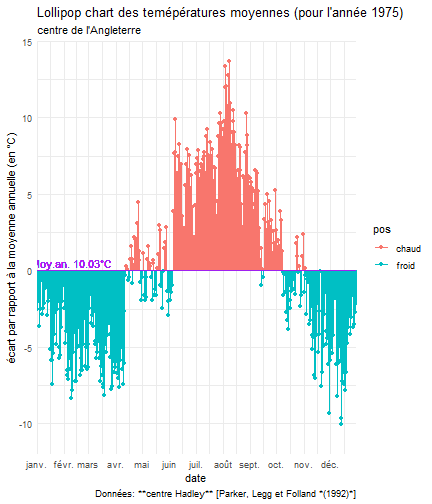 Lollipop chart des temépératures moyennes (pour l'année 1975)
centre de l'Angleterre
15
10
5
0
-5
-10
écart par rapport à la moyenne annuelle (en °C)
Moy.an. 10.03°C
janv. févr. mars avr. mai juin juil. août sept. oct. nov. déc.
date
pos
chaud
froid
Données: **centre Hadley** [Parker, Legg et Folland *(1992)*]